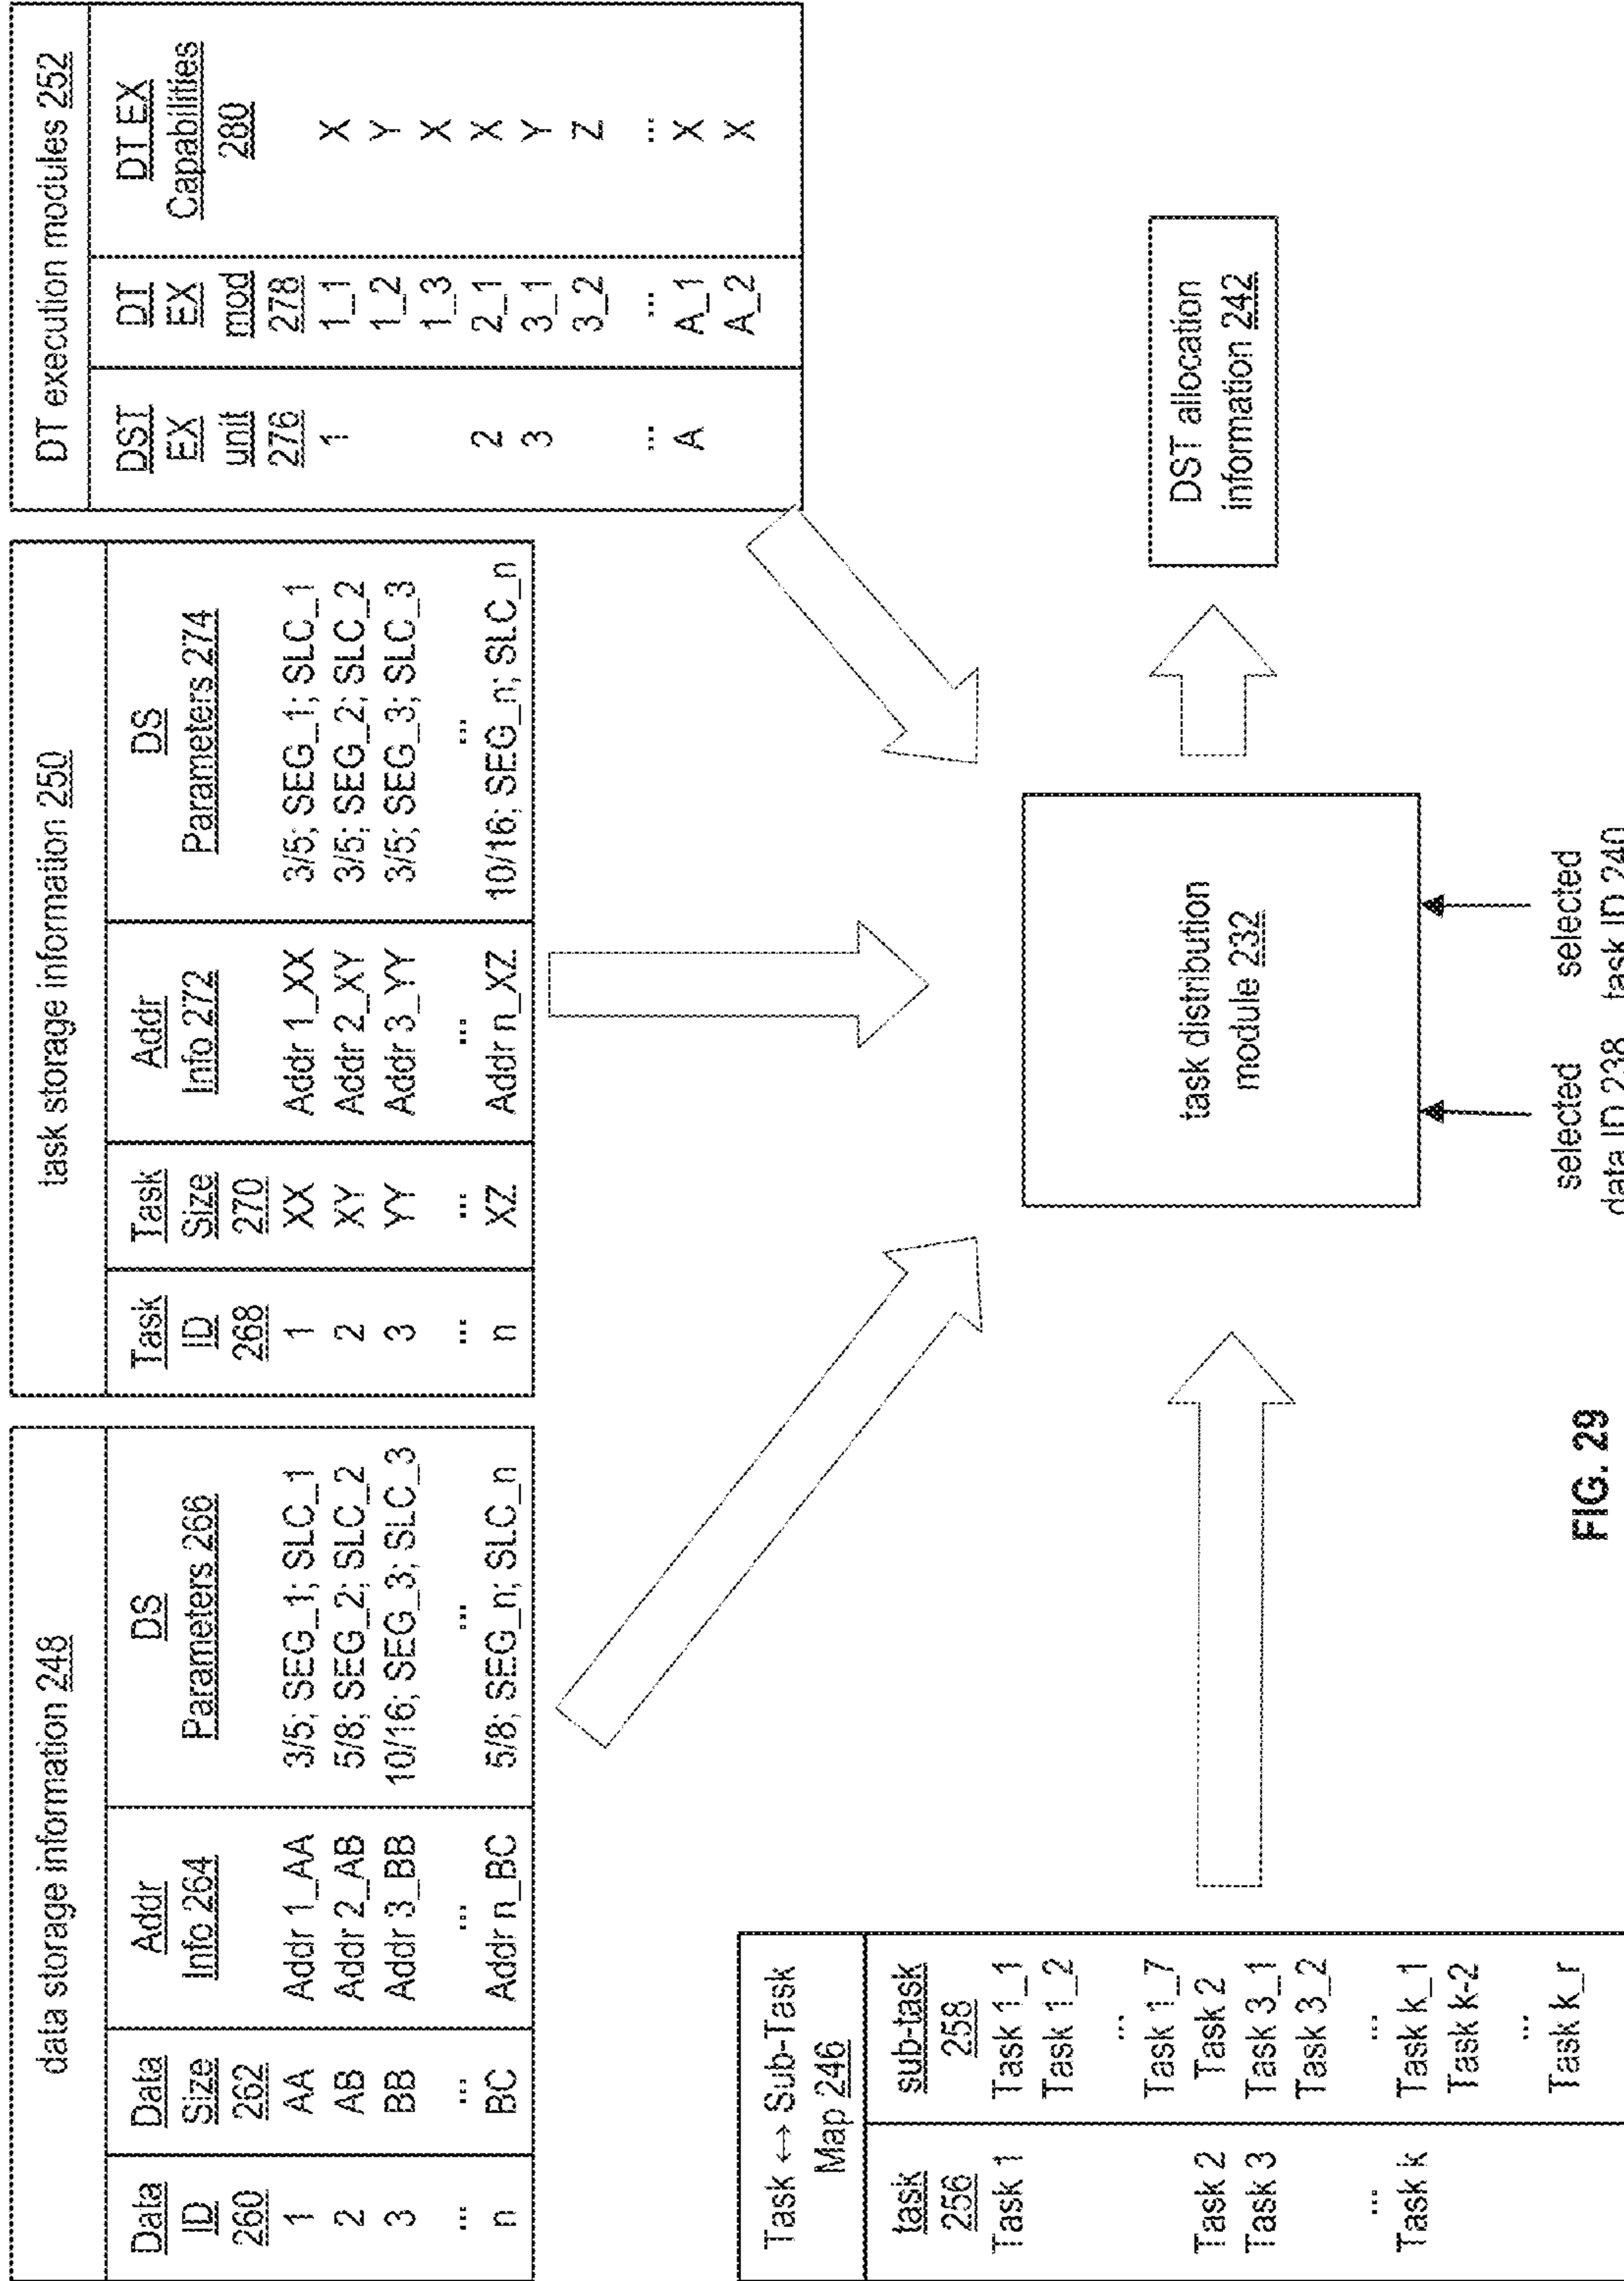 data storage information 248
Data ID 260 Data Size 262 Addr Info 264 DS Parameters 266
1 AA Addr 1_AA 3/5; SEG_1; SLC_1
2 AB Addr 2_AB 5/8; SEG_2; SLC_2
3 BB Addr 3_BB 10/16; SEG_3; SLC_3
... ... ... ...
n BC Addr n_BC 5/8; SEG_n; SLC_n
task storage information 250
Task ID 268 Task Size 270 Addr Info 272 DS Parameters 274
1 XX Addr 1_XX 3/5; SEG_1; SLC_1
2 XY Addr 2_XY 3/5; SEG_2; SLC_2
3 YY Addr 3_YY 3/5; SEG_3; SLC_3
... ... ... ...
n XZ Addr n_XZ 10/16; SEG_n; SLC_n
DT execution modules 252
DST EX unit 276 DT EX mod 278 DT EX Capabilities 280
1 1_1 X
1_2 Y
1_3 X
2 2_1 X
3 3_1 Y
3_2 Z
... ... ...
A A_1 X
A_2 X
Task ↔ Sub-Task
Map 246
task 256 sub-task 258
Task 1 Task 1_1
Task 1_2
...
Task 1_7
Task 2 Task 2
Task 3 Task 3_1
Task 3_2
... ...
Task k Task k_1
Task k-2
...
Task k_r
task distribution
module 232
DST allocation
information 242
selected
data ID 238
selected
task ID 240
FIG. 29